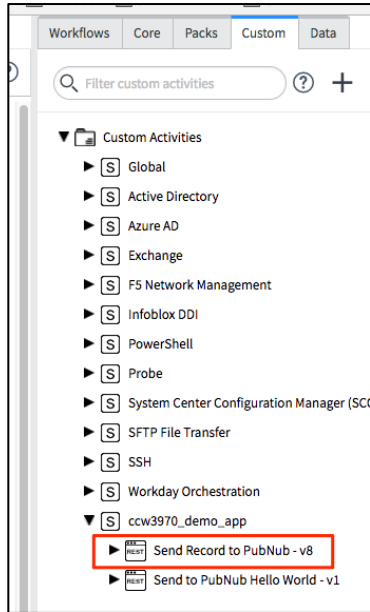 Workflows Core Packs Custom Data
Filter custom activities ? +
Custom Activities
S Global
S Active Directory
S Azure AD
S Exchange
S F5 Network Management
S Infoblox DDI
S PowerShell
S Probe
S System Center Configuration Manager (SCC
S SFTP File Transfer
S SSH
S Workday Orchestration
S ccw3970_demo_app
REST Send Record to PubNub - v8
REST Send to PubNub Hello World - v1